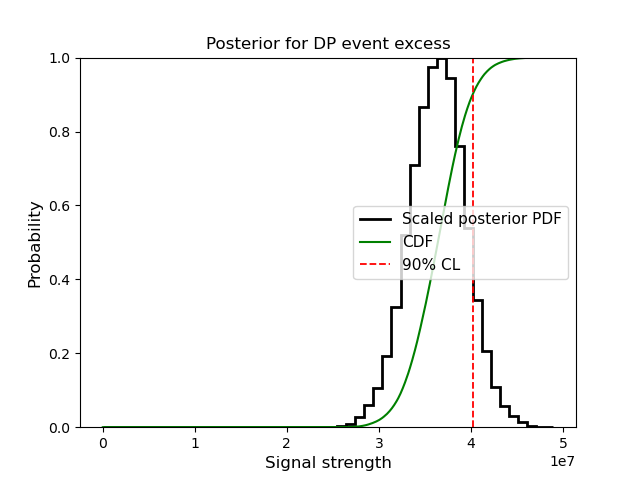 Posterior for DP event excess
Probability
1.0
0.8
0.6
0.4
0.2
0.0
Scaled posterior PDF
CDF
90% CL
0 1 2 3 4 5
1e7
Signal strength